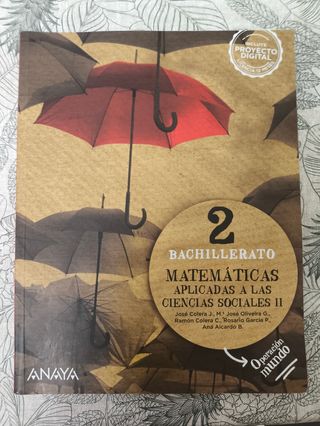 INCLUYE
PROYECTO
DIGITAL
2
BACHILLERATO
MATEMÁTICAS
APLICADAS A LAS
CIENCIAS SOCIALES II
José Colera J., M.ª José Oliveira G.,
Ramón Colera C., Rosario García P.,
Ana Aicardo B.
Operación
mundo
ANAYA